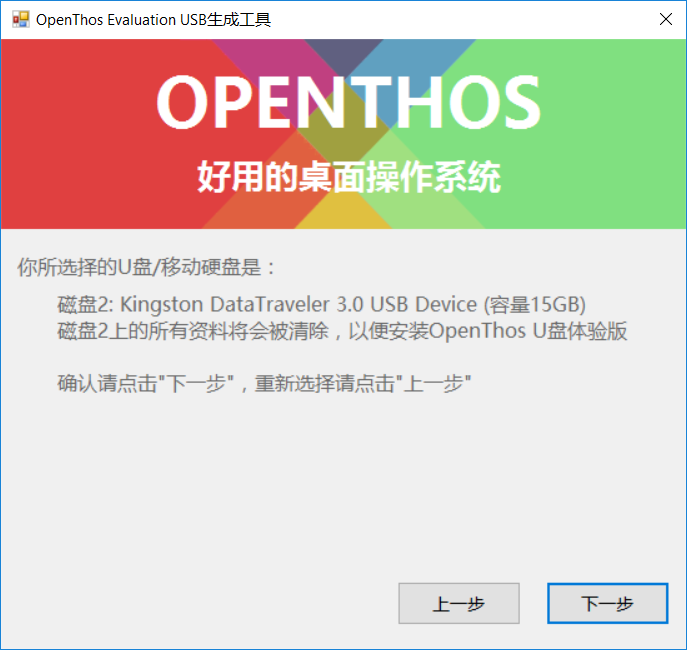 OpenThos Evaluation USB生成工具
OPENTHOS
好用的桌面操作系统
你所选择的U盘/移动硬盘是：
磁盘2: Kingston DataTraveler 3.0 USB Device (容量15GB)
磁盘2上的所有资料将会被清除，以便安装OpenThos U盘体验版
确认请点击"下一步"，重新选择请点击"上一步"
上一步
下一步